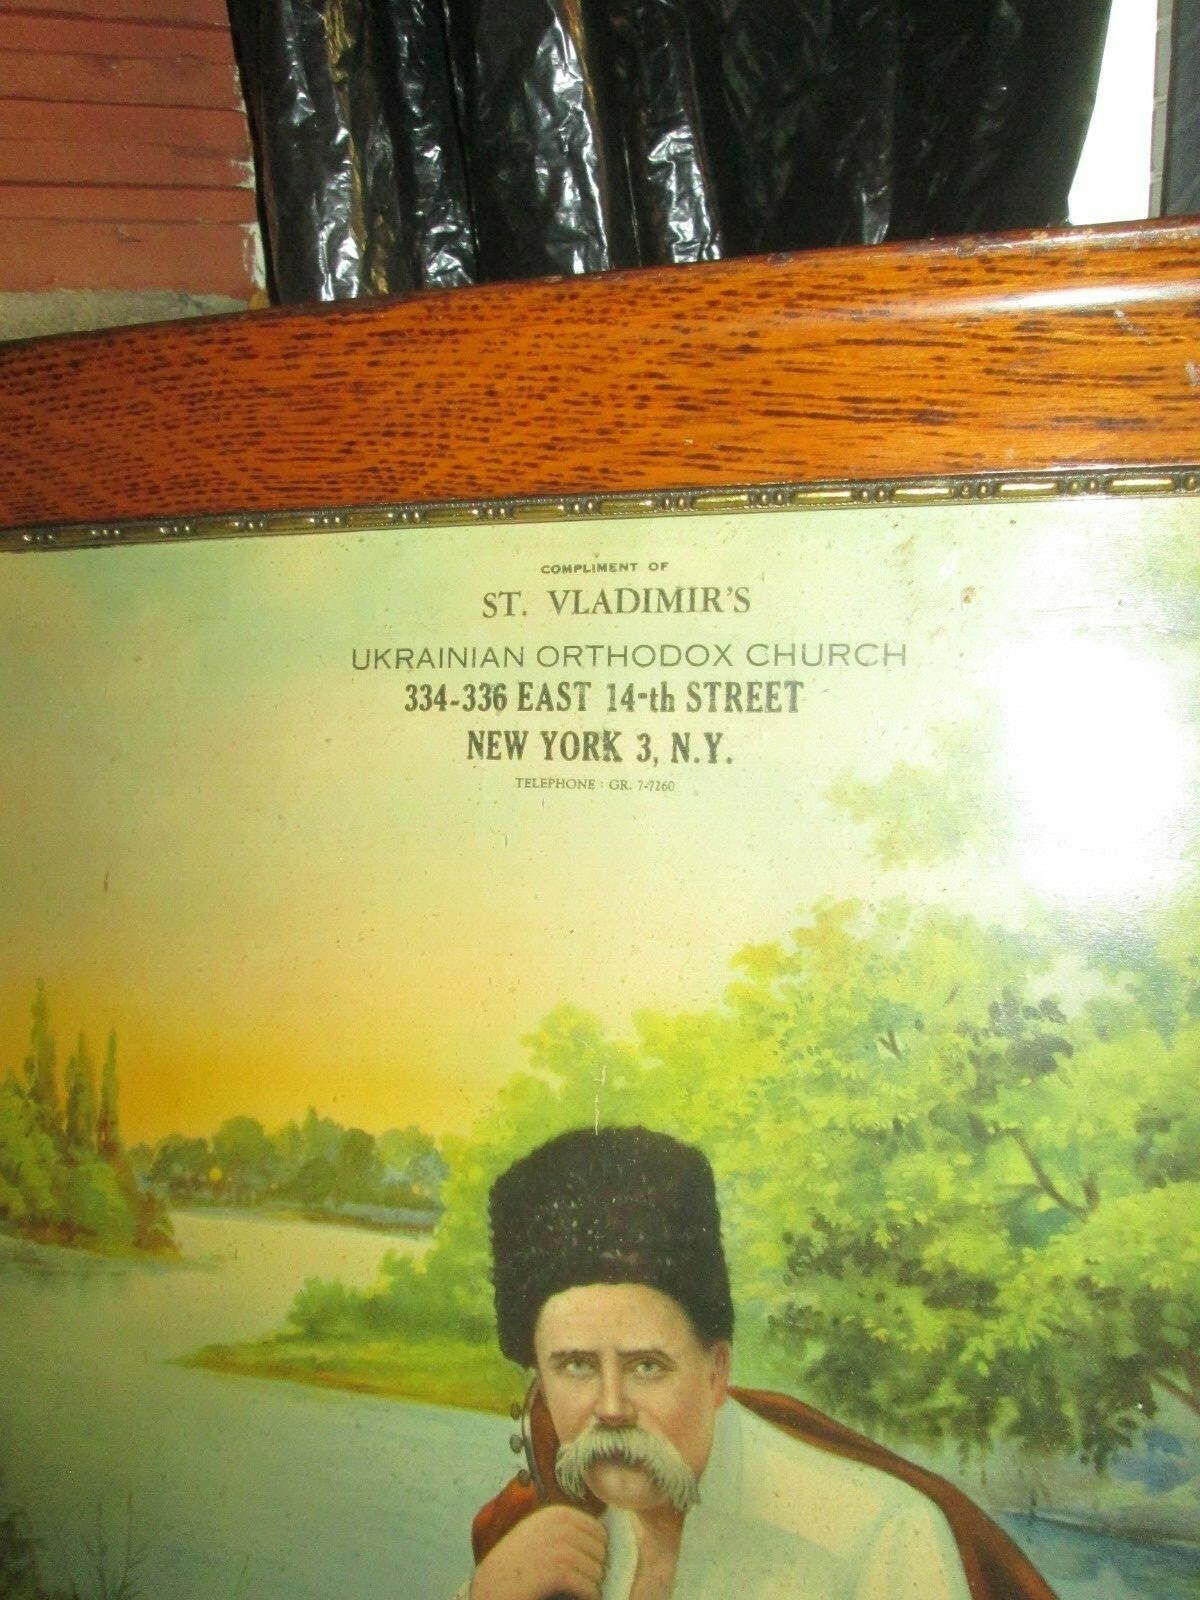 COMPLIMENT OF
ST. VLADIMIR'S
UKRAINIAN ORTHODOX CHURCH
334-336 EAST 14-th STREET
NEW YORK 3, N.Y.
TELEPHONE : GR. 7-7260